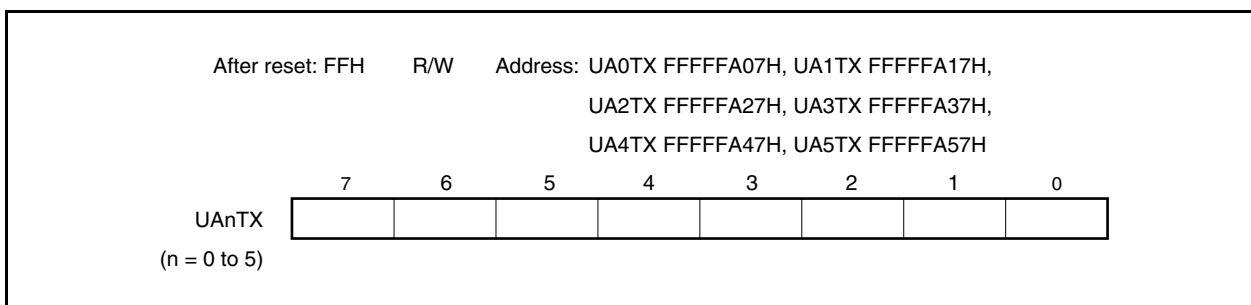 After reset: FFH R/W Address: UA0TX FFFFFA07H, UA1TX FFFFFA17H,
UA2TX FFFFFA27H, UA3TX FFFFFA37H,
UA4TX FFFFFA47H, UA5TX FFFFFA57H
7 6 5 4 3 2 1 0
UAnTX
(n = 0 to 5)